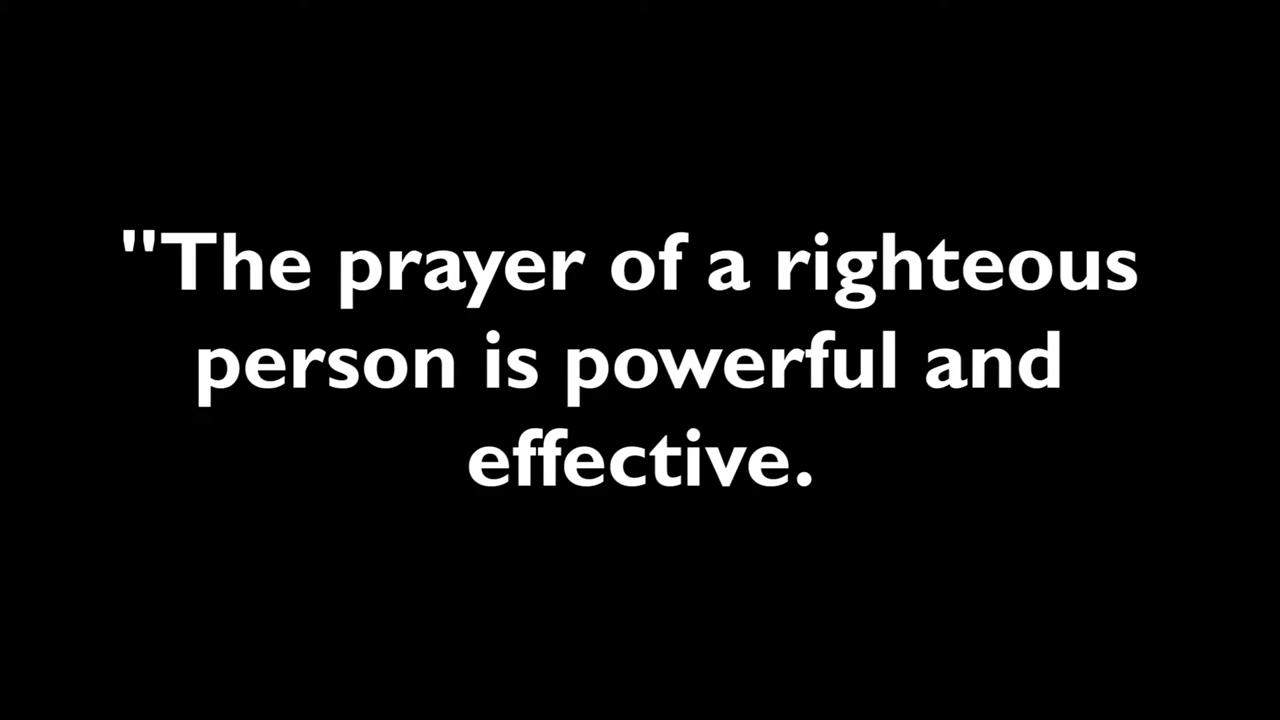 "The prayer of a righteous
person is powerful and
effective.